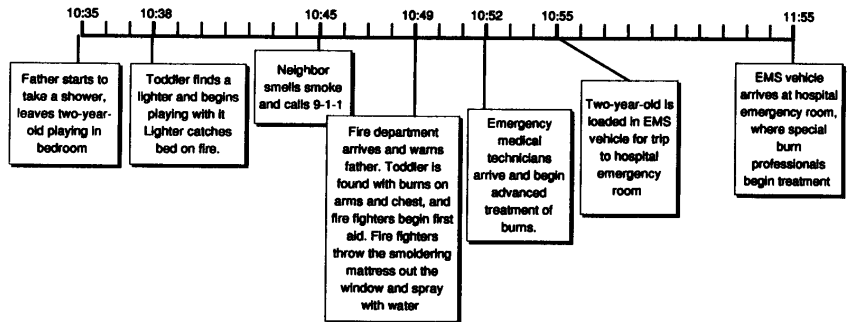 10:35
10:38
10:45
10:49
10:52
10:55
11:55
Father starts to
take a shower,
leaves two-year-
old playing in
bedroom
Toddler finds a
lighter and begins
playing with it
Lighter catches
bed on fire.
Neighbor
smells smoke
and calls 9-1-1
Fire department
arrives and warns
father. Toddler is
found with burns on
arms and chest, and
fire fighters begin first
aid. Fire fighters
throw the smoldering
mattress out the
window and spray
with water
Emergency
medical
technicians
arrive and begin
advanced
treatment of
burns.
Two-year-old is
loaded in EMS
vehicle for trip
to hospital
emergency
room
EMS vehicle
arrives at hospital
emergency room,
where special
burn
professionals
begin treatment